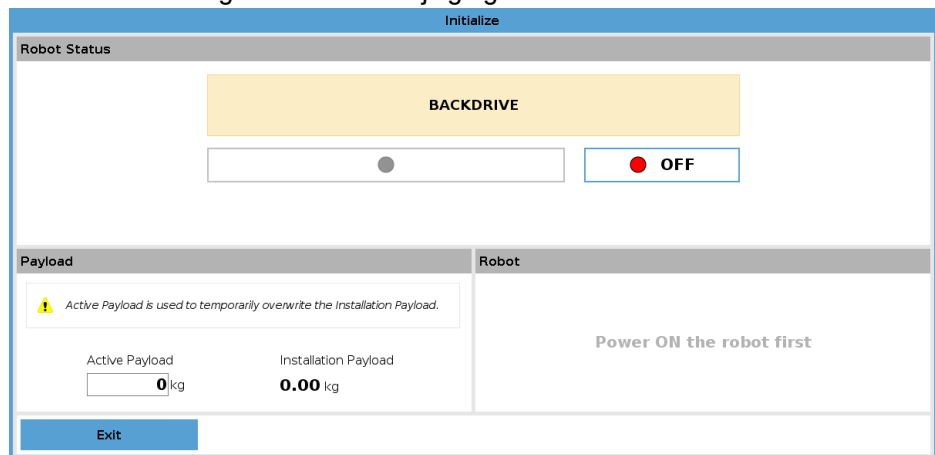 Initialize
Robot Status
BACKDRIVE
OFF
Payload
Robot
Active Payload is used to temporarily overwrite the Installation Payload.
Power ON the robot first
Active Payload
Installation Payload
0 kg
0.00 kg
Exit